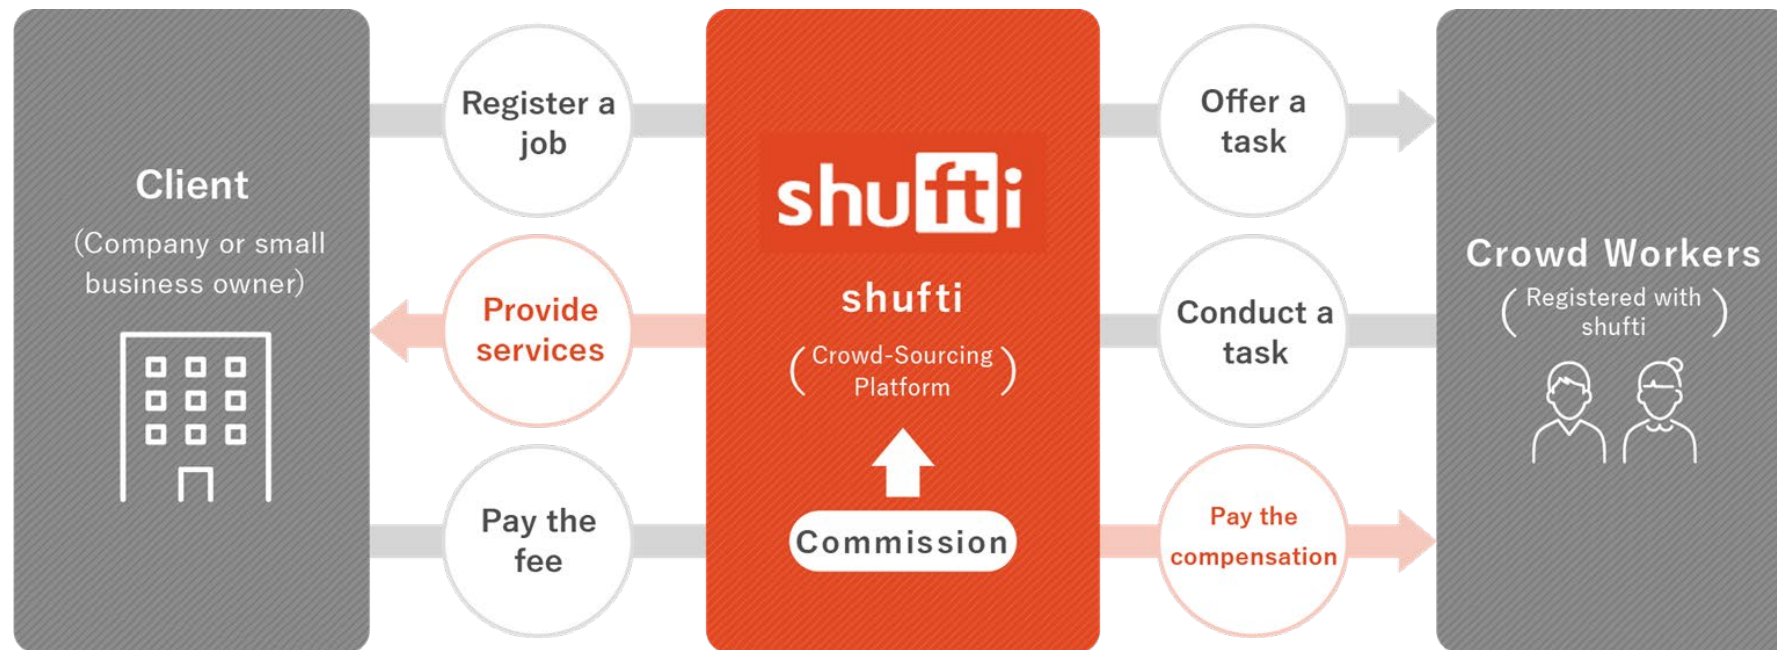 Client
(Company or small
business owner)
Register a
job
Provide
services
Pay the
fee
shufti
shufti
(Crowd-Sourcing
Platform)
Commission
Offer a
task
Conduct a
task
Pay the
compensation
Crowd Workers
(Registered with
shufti)